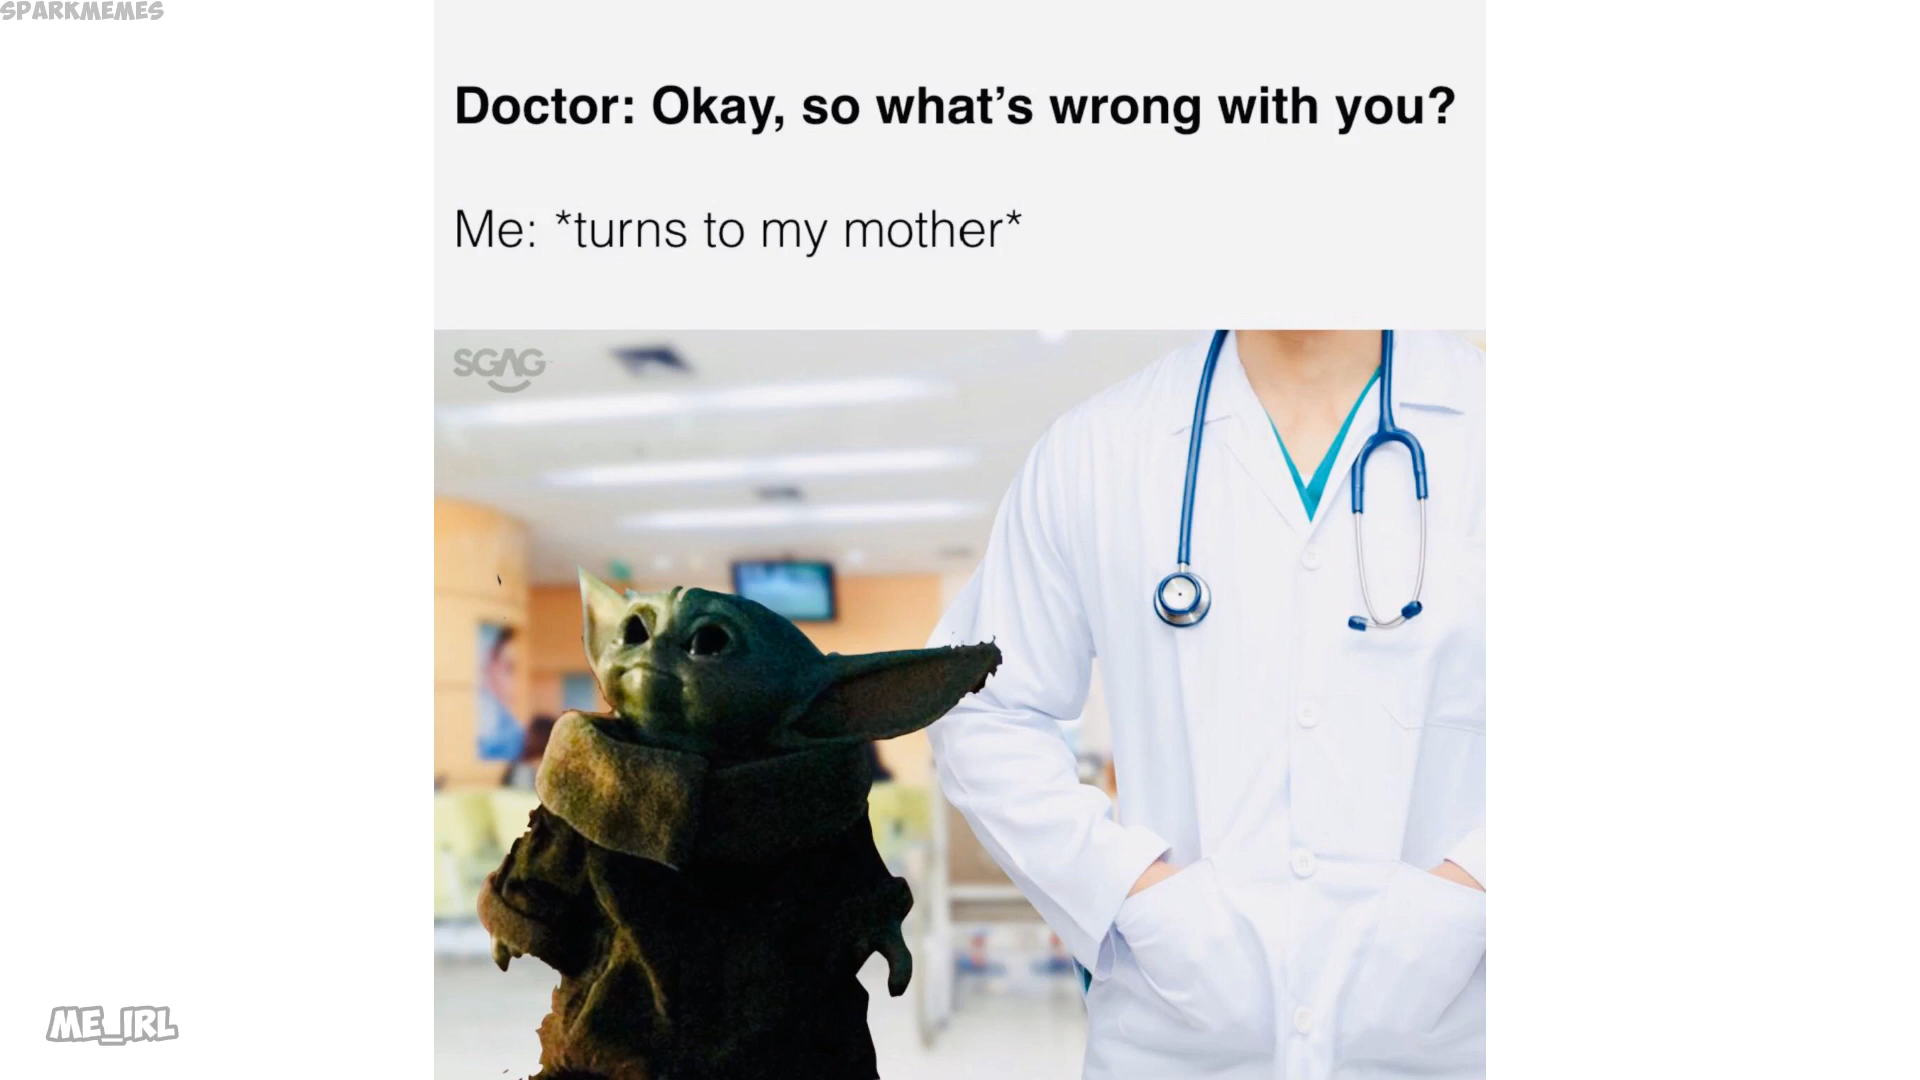 SPARKMEMES
Doctor: Okay, so what’s wrong with you?
Me: *turns to my mother*
SGAG
ME_IRL